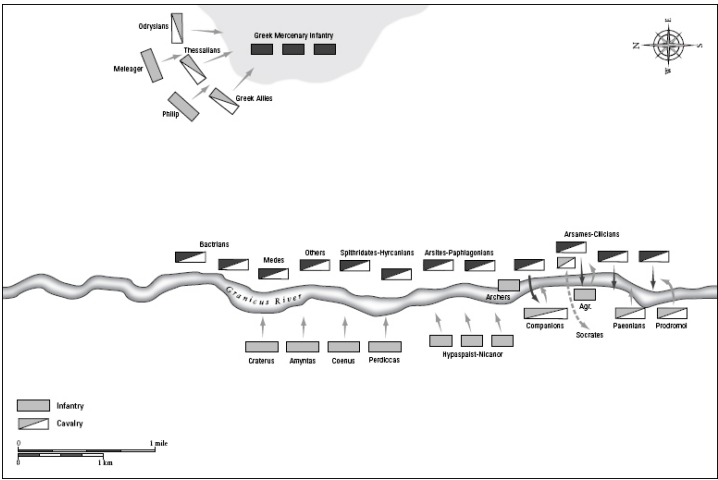 Odrysians
Greek Mercenary Infantry
Thessalians
Meleager
Greek Allies
Philip
E
N
S
W
Arsames-Cilicians
Bactrians
Others
Spithridates-Hyrcanians
Arsites-Paphlagonians
Medes
Granicus River
Archers
Agr.
Companions
Socrates
Paeonians
Prodromoi
Craterus
Amyntas
Coenus
Perdiccas
Hypaspaist-Nicanor
Infantry
Cavalry
0
1 mile
0
1 km